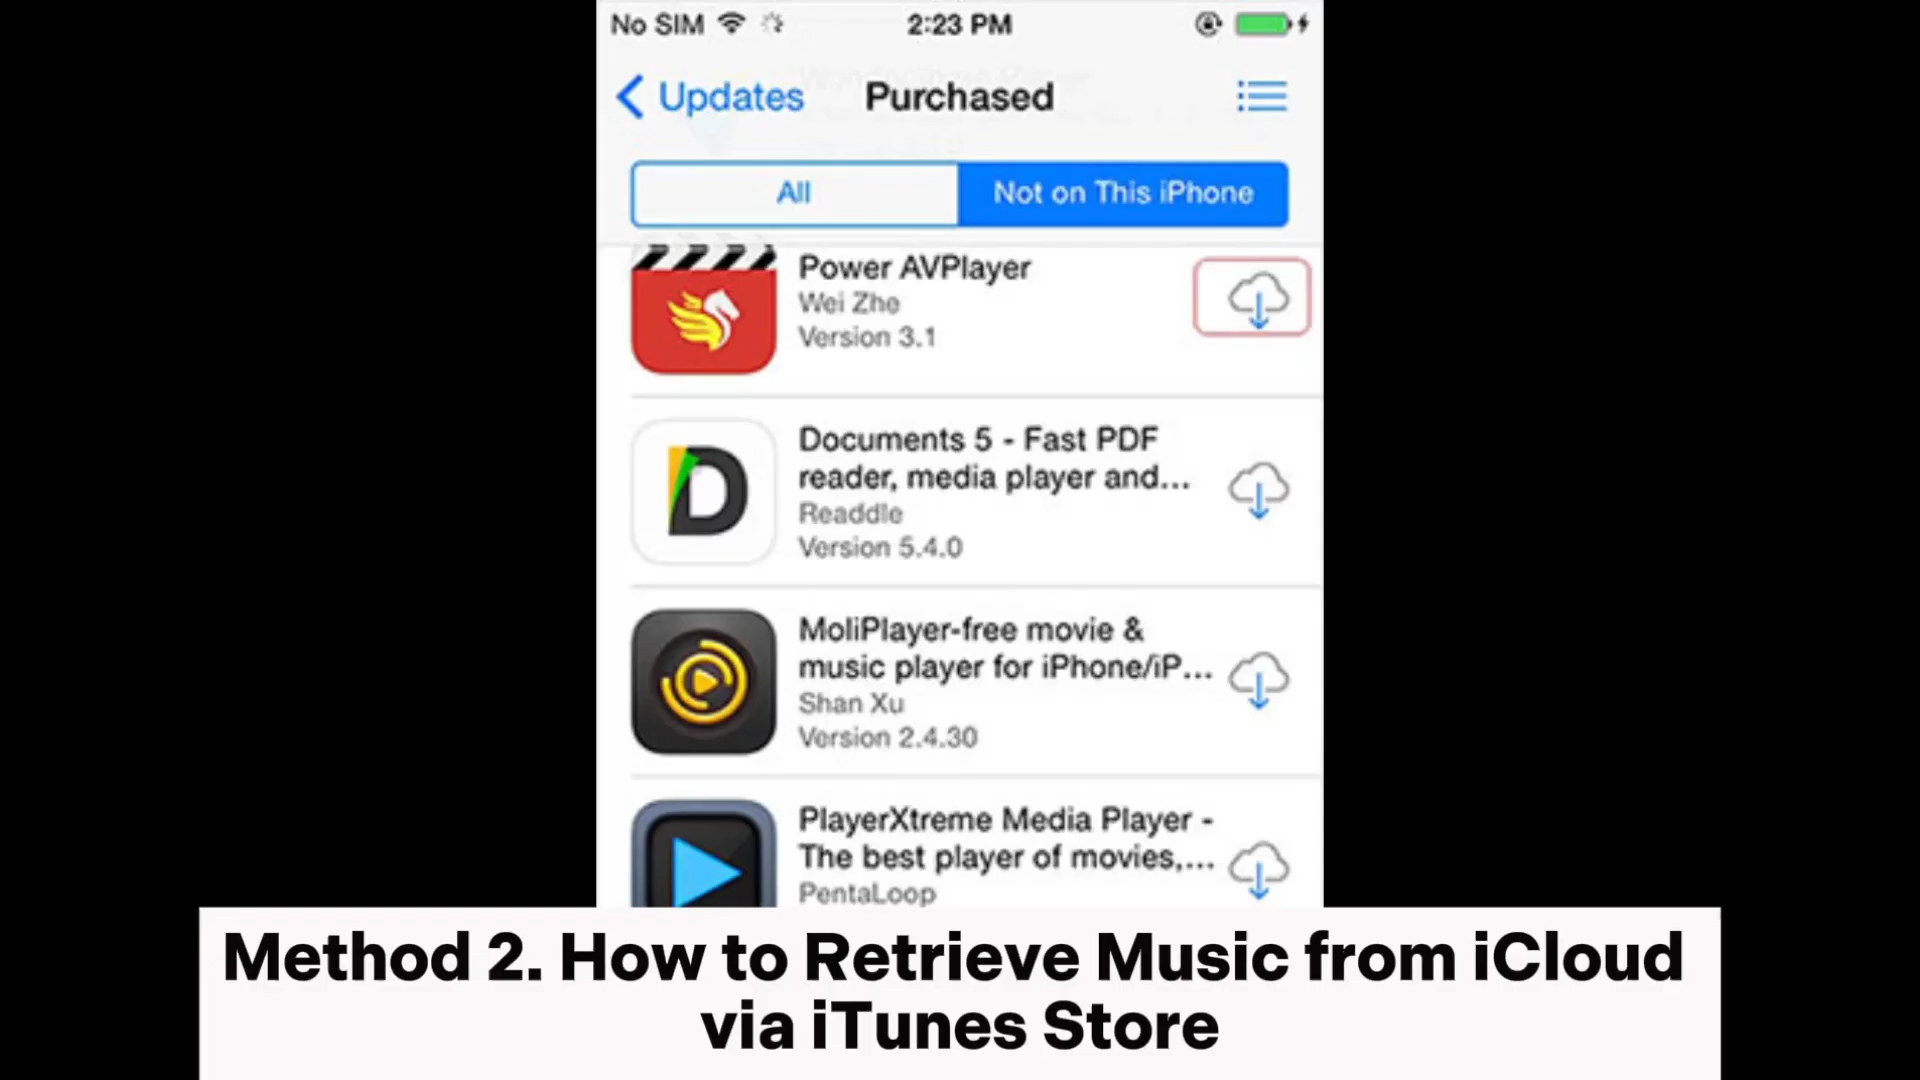 No SIM 2:23 PM
Updates Purchased
All Not on This iPhone
Power AVPlayer
Wei Zhe
Version 3.1
Documents 5 - Fast PDF
reader, media player and...
Readdle
Version 5.4.0
MoliPlayer-free movie &
music player for iPhone/iP...
Shan Xu
Version 2.4.30
PlayerXtreme Media Player -
The best player of movies,...
PentaLoop
Method 2. How to Retrieve Music from iCloud
via iTunes Store